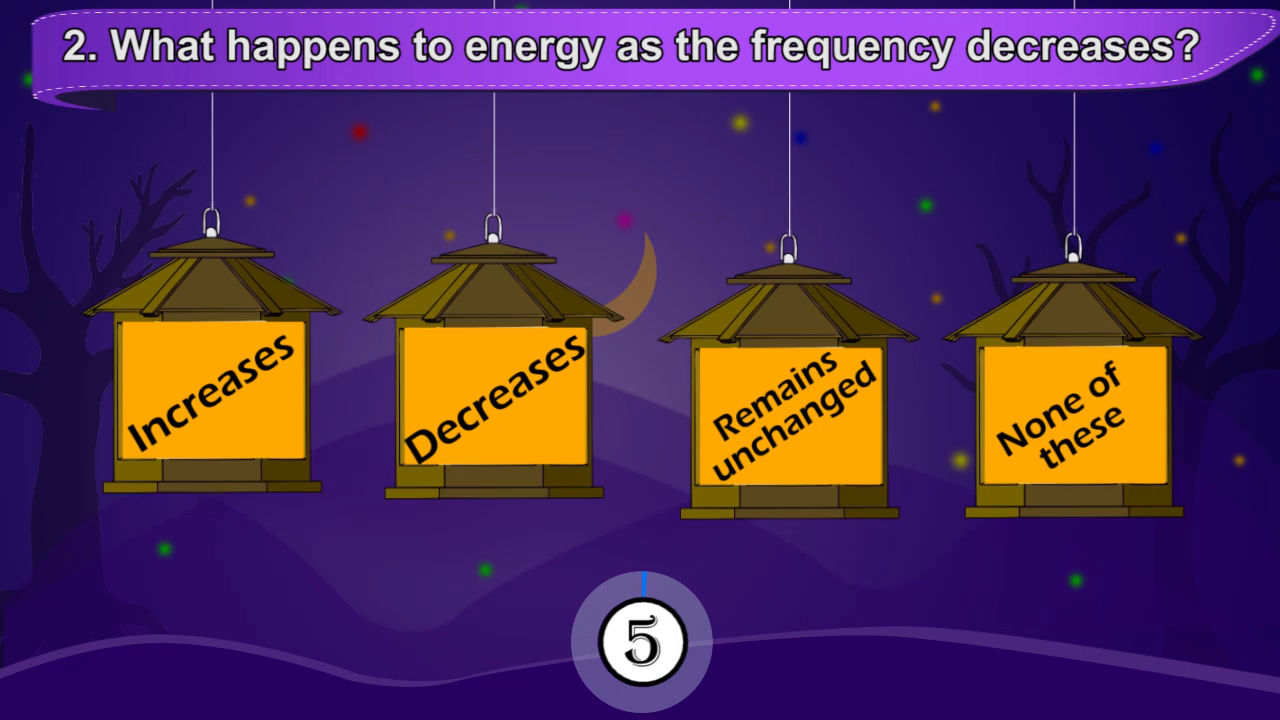 2. What happens to energy as the frequency decreases?
Increases
Decreases
Remains
unchanged
None of
these
5